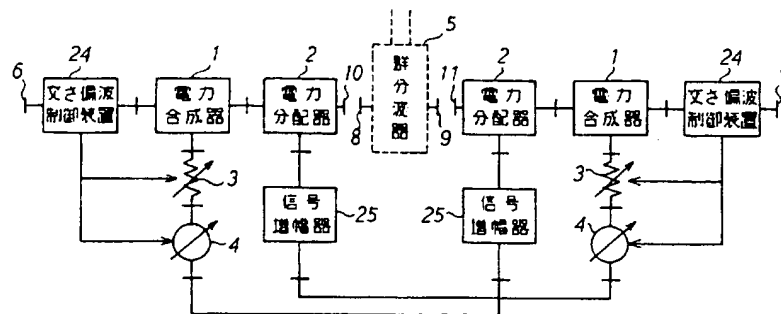 24
1
2
5
2
1
24
6
交さ偏波
制御装置
電力
合成器
電力
分配器
10
8
群分波器
9
11
電力
分配器
電力
合成器
交さ偏波
制御装置
3
信号
増幅器
25
信号
増幅器
25
3
4
4